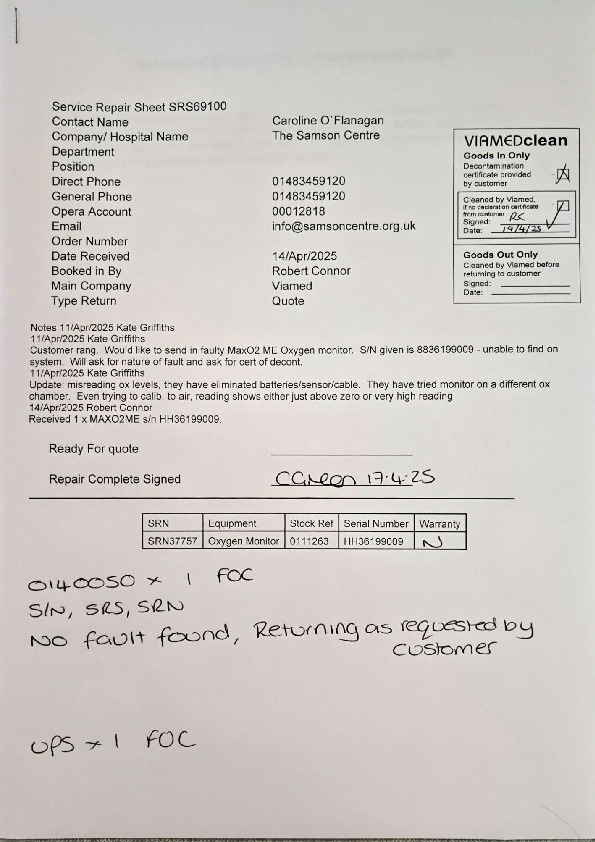 Service Repair Sheet SRS69100
Contact Name Caroline O'Flanagan
Company/ Hospital Name The Samson Centre
Department
Position
Direct Phone 01483459120
General Phone 01483459120
Opera Account 00012818
Email info@samsoncentre.org.uk
Order Number
Date Received 14/Apr/2025
Booked in By Robert Connor
Main Company Viamed
Type Return Quote
VIAMEDclean
Goods In Only
Decontamination
certificate provided
by customer
Cleaned by Viamed,
if no declaration certificate
from customer
Signed: RC
Date: 14/4/25
Goods Out Only
Cleaned by Viamed before
returning to customer
Signed:
Date:
Notes 11/Apr/2025 Kate Griffiths
11/Apr/2025 Kate Griffiths
Customer rang. Would like to send in faulty MaxO2 ME Oxygen monitor. S/N given is 8836199009 - unable to find on
system. Will ask for nature of fault and ask for cert of decont.
11/Apr/2025 Kate Griffiths
Update: misreading ox levels, they have eliminated batteries/sensor/cable. They have tried monitor on a different ox
chamber. Even trying to calib. to air, reading shows either just above zero or very high reading
14/Apr/2025 Robert Connor
Received 1 x MAXO2ME s/n HH36199009.
Ready For quote
Repair Complete Signed 17.4.25
SRN Equipment Stock Ref Serial Number Warranty
SRN37757 Oxygen Monitor 0111263 HH36199009 N
0140050 x 1 FOC
S/N, SRS, SRN
No fault found, Returning as requested by
customer
UPS x 1 FOC